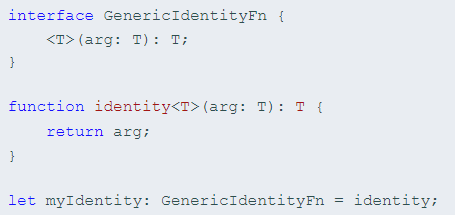 interface GenericIdentityFn {
    <T>(arg: T): T;
}

function identity<T>(arg: T): T {
    return arg;
}

let myIdentity: GenericIdentityFn = identity;